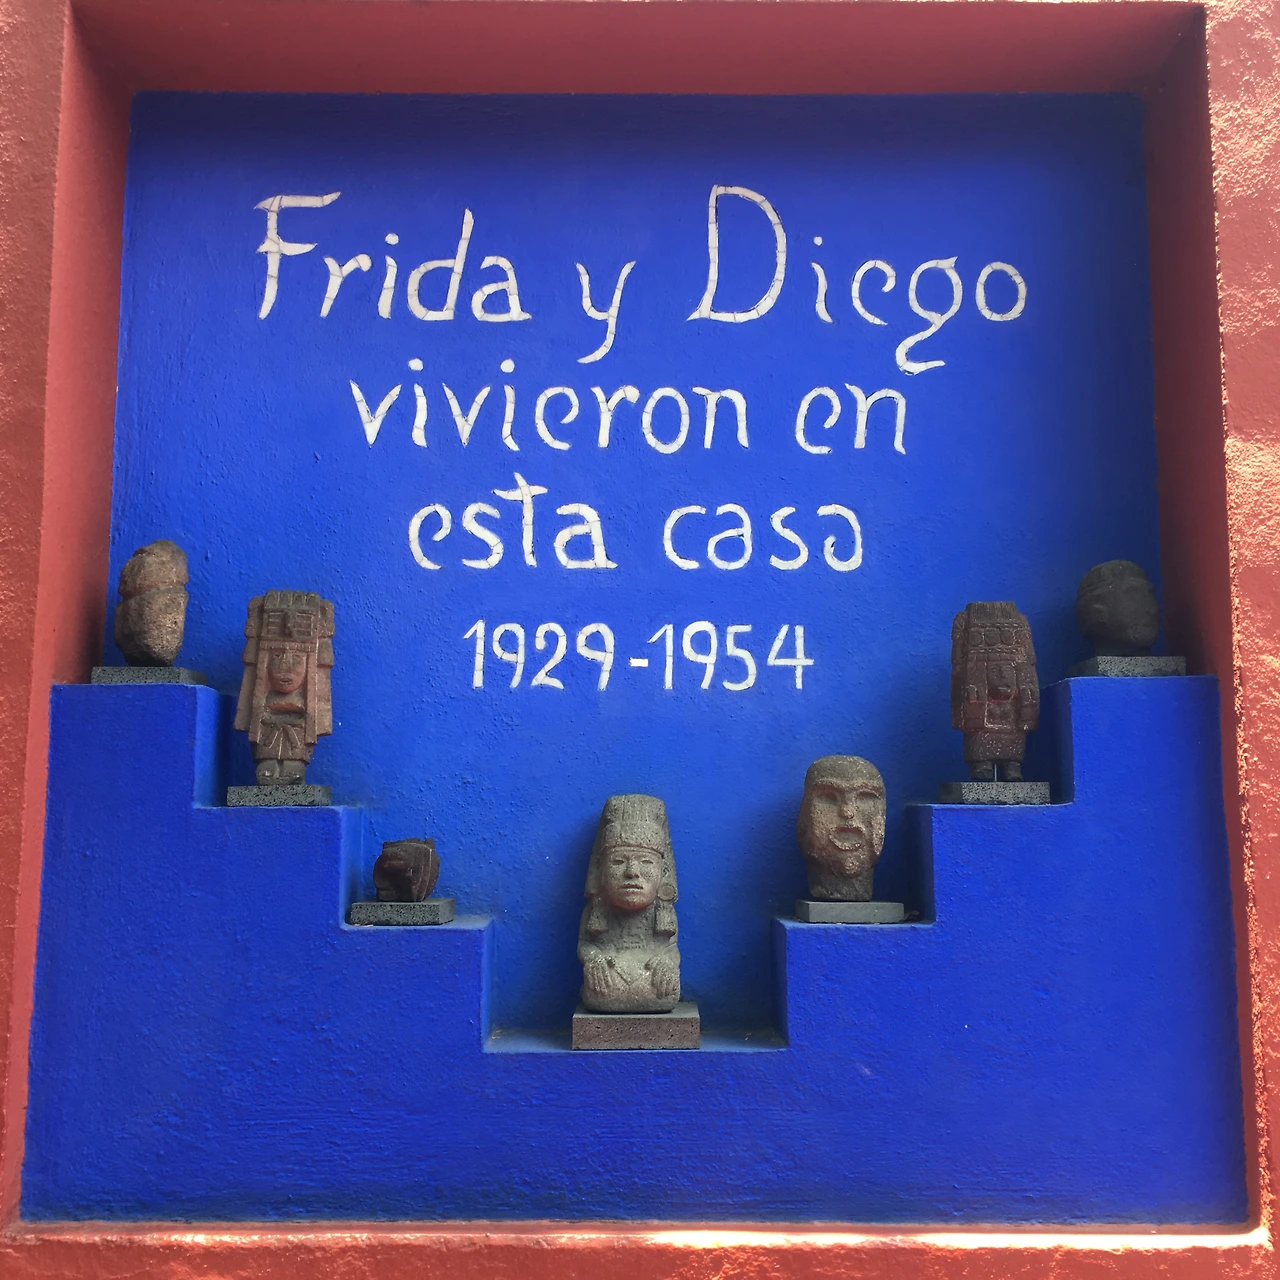 Frida y Diego
vivieron en
esta casa
1929-1954